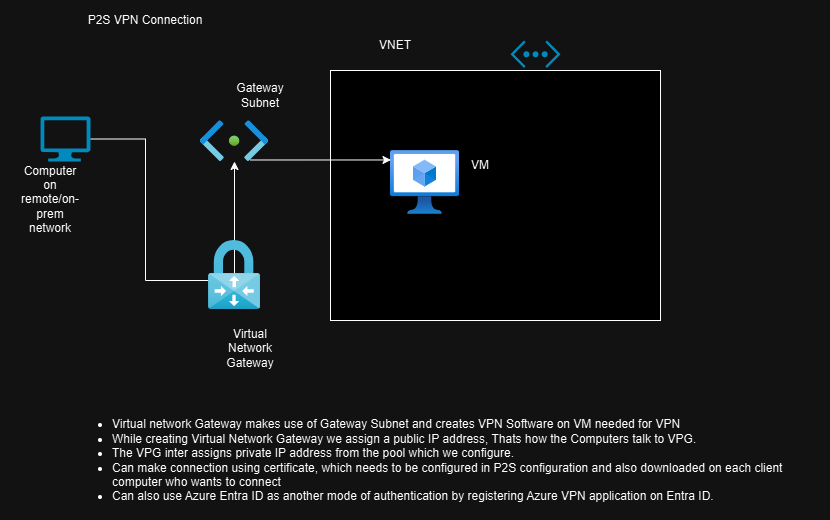 P2S VPN Connection
VNET
Gateway
Subnet
Computer
on
remote/on-
prem
network
VM
Virtual
Network
Gateway
Virtual network Gateway makes use of Gateway Subnet and creates VPN Software on VM needed for VPN
While creating Virtual Network Gateway we assign a public IP address, Thats how the Computers talk to VPG.
The VPG inter assigns private IP address from the pool which we configure.
Can make connection using certificate, which needs to be configured in P2S configuration and also downloaded on each client
computer who wants to connect
Can also use Azure Entra ID as another mode of authentication by registering Azure VPN application on Entra ID.